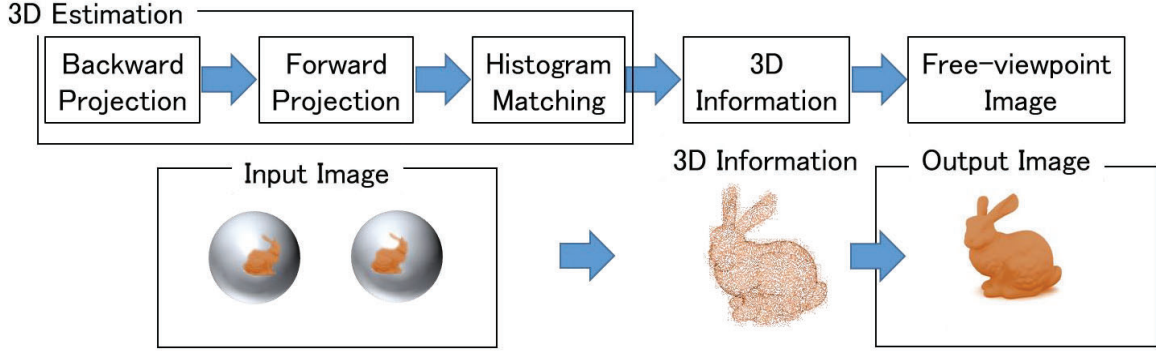 3D Estimation
Backward
Projection
Forward
Projection
Histogram
Matching
3D
Information
Free-viewpoint
Image
Input Image
3D Information
Output Image